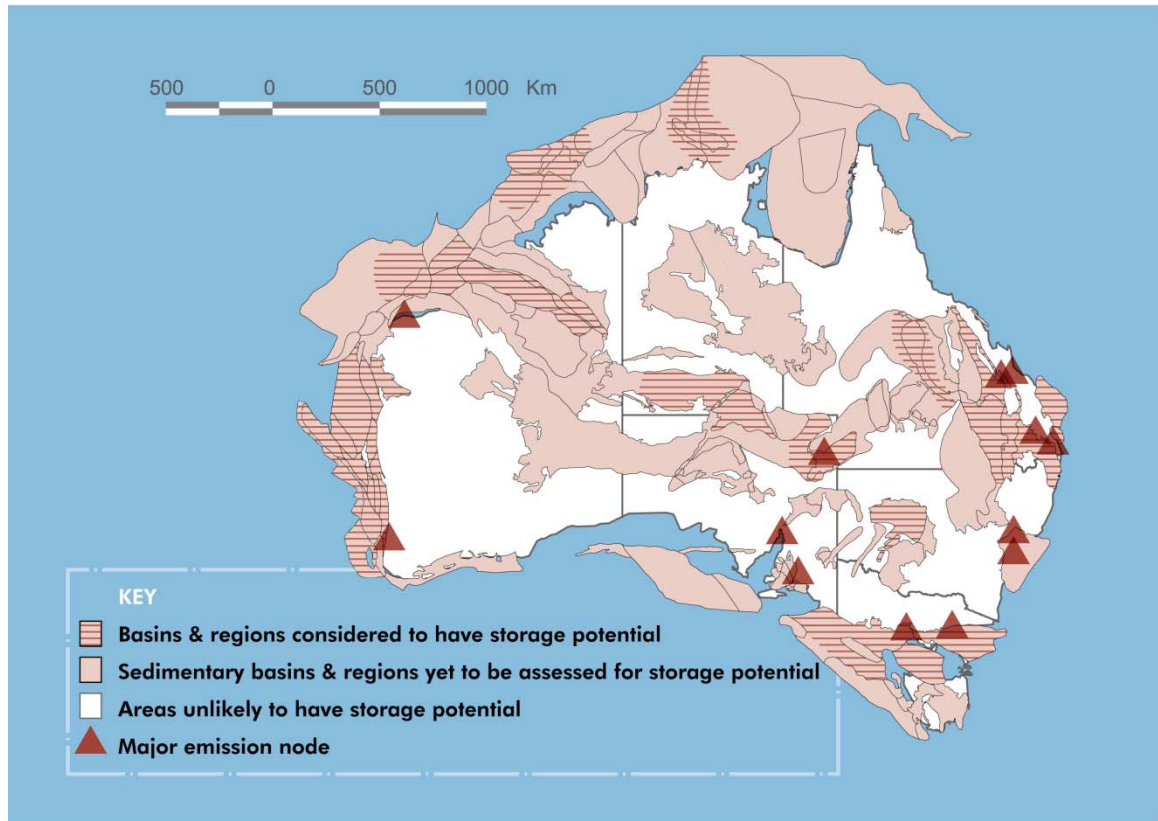 500 0 500 1000 Km
KEY
Basins & regions considered to have storage potential
Sedimentary basins & regions yet to be assessed for storage potential
Areas unlikely to have storage potential
Major emission node